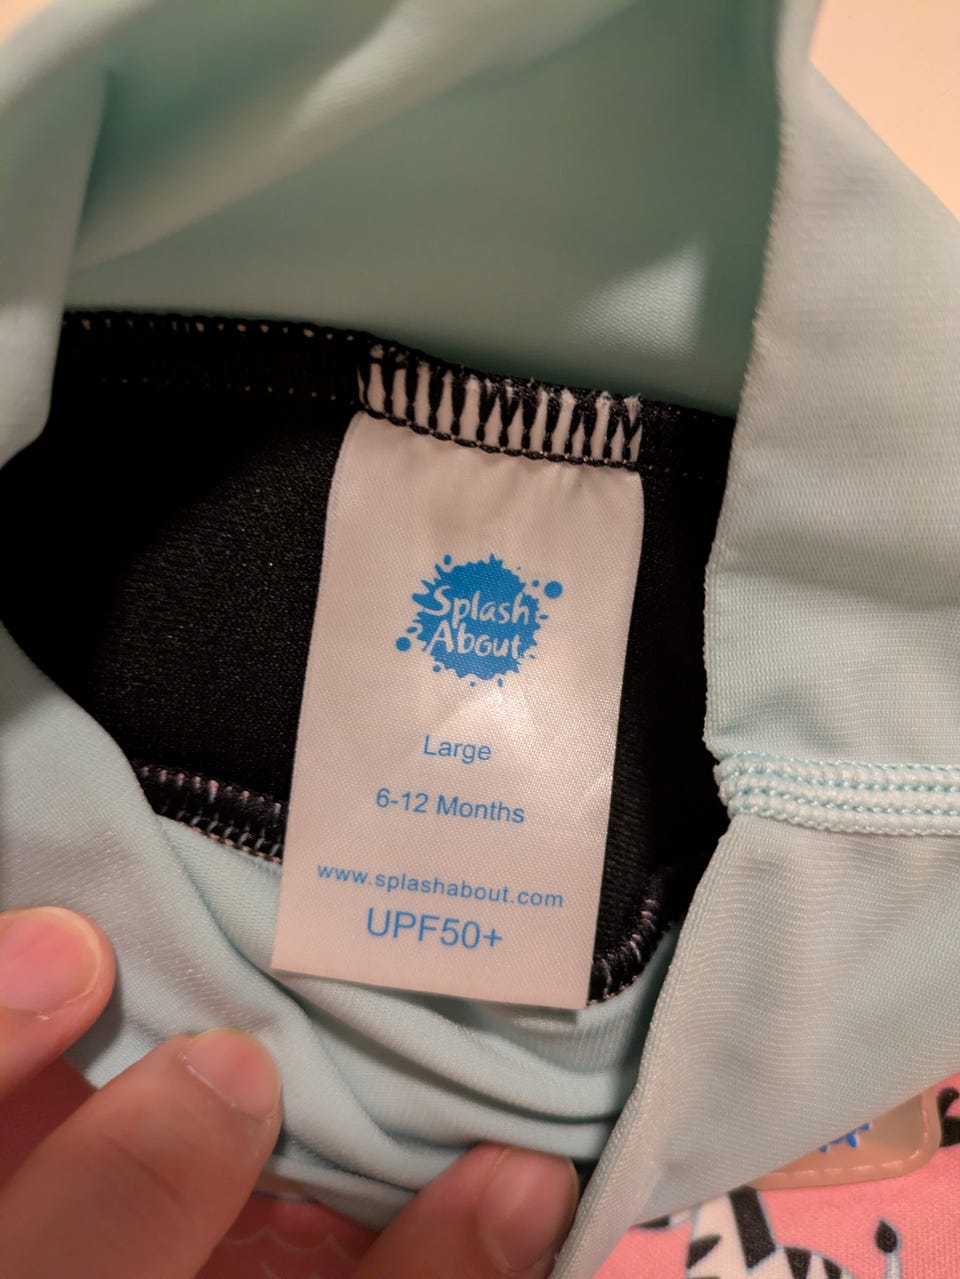 Splash
About
Large
6-12 Months
www.splashabout.com
UPF50+